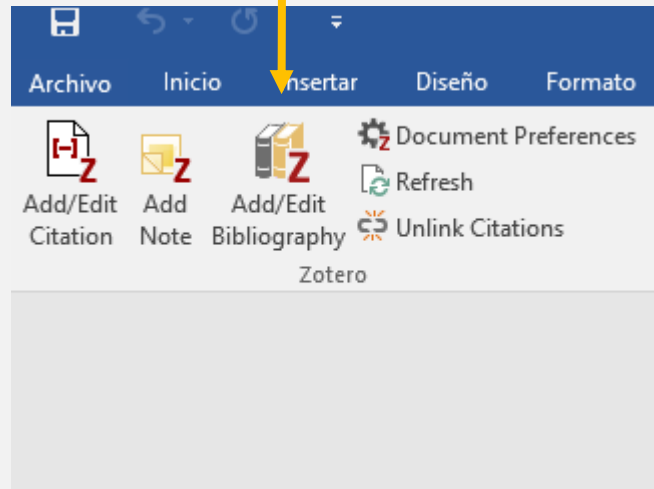 Archivo Inicio Insertar Diseño Formato
Add/Edit Citation
Add Note
Add/Edit Bibliography
Document Preferences
Refresh
Unlink Citations
Zotero